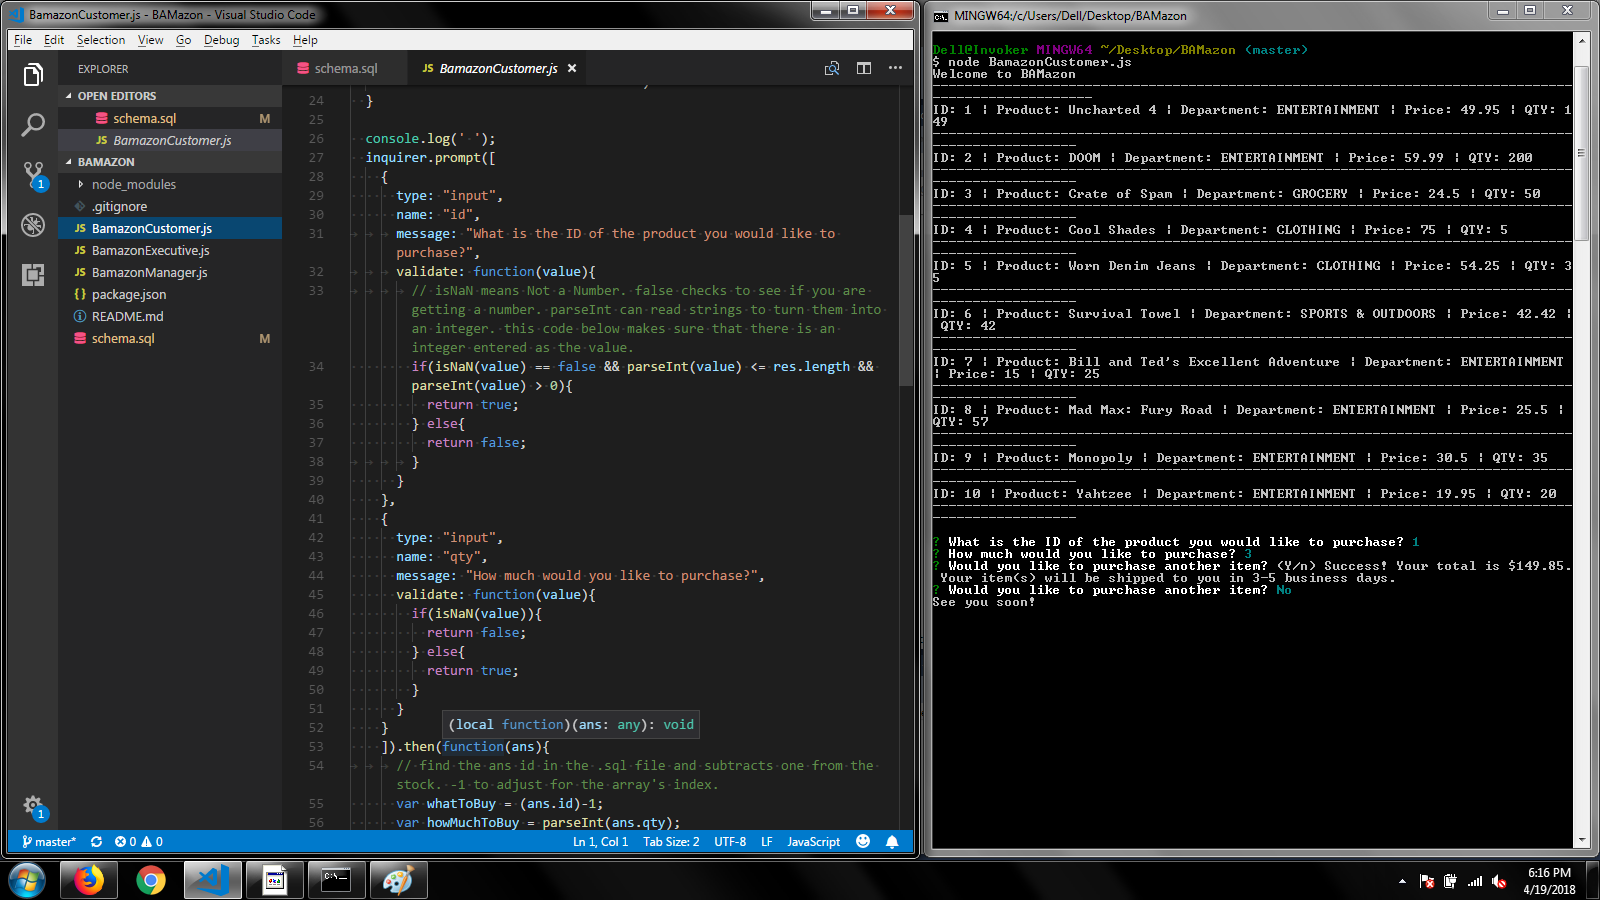 BamazonCustomer.js - BAMazon - Visual Studio Code
File Edit Selection View Go Debug Tasks Help
EXPLORER
OPEN EDITORS
schema.sql M
BamazonCustomer.js
BAMAZON
node_modules
.gitignore
BamazonCustomer.js
BamazonExecutive.js
BamazonManager.js
package.json
README.md
schema.sql M
1
1
schema.sql
JS BamazonCustomer.js ×
24 }
25
26 console.log(' ');
27 inquirer.prompt([
28 {
29 type: "input",
30 name: "id",
31 message: "What is the ID of the product you would like to
purchase?",
32 validate: function(value){
33 // isNaN means Not a Number. false checks to see if you are
getting a number. parseInt can read strings to turn them into
an integer. this code below makes sure that there is an
integer entered as the value.
34 if(isNaN(value) == false && parseInt(value) <= res.length &&
parseInt(value) > 0){
35 return true;
36 } else{
37 return false;
38 }
39 }
40 },
41 {
42 type: "input",
43 name: "qty",
44 message: "How much would you like to purchase?",
45 validate: function(value){
46 if(isNaN(value)){
47 return false;
48 } else{
49 return true;
50 }
51 }
52 }
(local function)(ans: any): void
53 ]).then(function(ans){
54 // find the ans id in the .sql file and subtracts one from the
stock. -1 to adjust for the array's index.
55 var whatToBuy = (ans.id)-1;
56 var howMuchToBuy = parseInt(ans.qty);
master* 0 0 Ln 1, Col 1 Tab Size: 2 UTF-8 LF JavaScript
MINGW64:/c/Users/Dell/Desktop/BAMazon
Dell@Invoker MINGW64 ~/Desktop/BAMazon (master)
$ node BamazonCustomer.js
Welcome to BAMazon
ID: 1 | Product: Uncharted 4 | Department: ENTERTAINMENT | Price: 49.95 | QTY: 1
49
ID: 2 | Product: DOOM | Department: ENTERTAINMENT | Price: 59.99 | QTY: 200
ID: 3 | Product: Crate of Spam | Department: GROCERY | Price: 24.5 | QTY: 50
ID: 4 | Product: Cool Shades | Department: CLOTHING | Price: 75 | QTY: 5
ID: 5 | Product: Worn Denim Jeans | Department: CLOTHING | Price: 54.25 | QTY: 3
5
ID: 6 | Product: Survival Towel | Department: SPORTS & OUTDOORS | Price: 42.42 |
QTY: 42
ID: 7 | Product: Bill and Ted's Excellent Adventure | Department: ENTERTAINMENT
| Price: 15 | QTY: 25
ID: 8 | Product: Mad Max: Fury Road | Department: ENTERTAINMENT | Price: 25.5 |
QTY: 57
ID: 9 | Product: Monopoly | Department: ENTERTAINMENT | Price: 30.5 | QTY: 35
ID: 10 | Product: Yahtzee | Department: ENTERTAINMENT | Price: 19.95 | QTY: 20
? What is the ID of the product you would like to purchase? 1
? How much would you like to purchase? 3
? Would you like to purchase another item? (Y/n) Success! Your total is $149.85.
Your item(s) will be shipped to you in 3-5 business days.
? Would you like to purchase another item? No
See you soon!
6:16 PM
4/19/2018